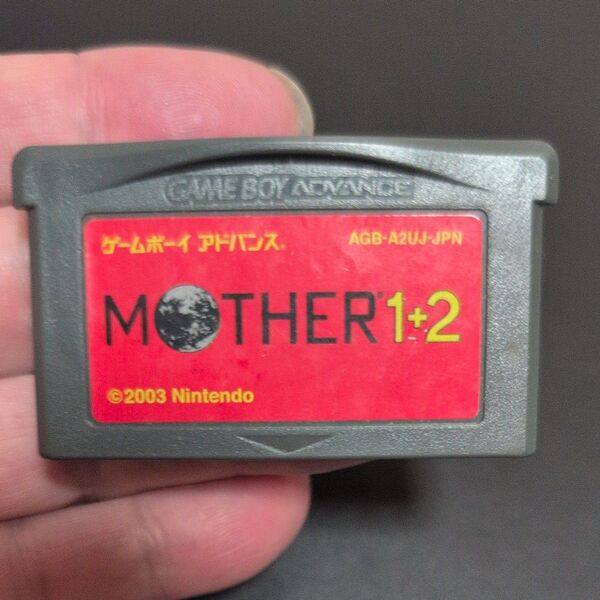 GAME BOY ADVANCE
ゲームボーイ アドバンス® AGB-A2UJ-JPN
MOTHER® 1+2
©2003 Nintendo